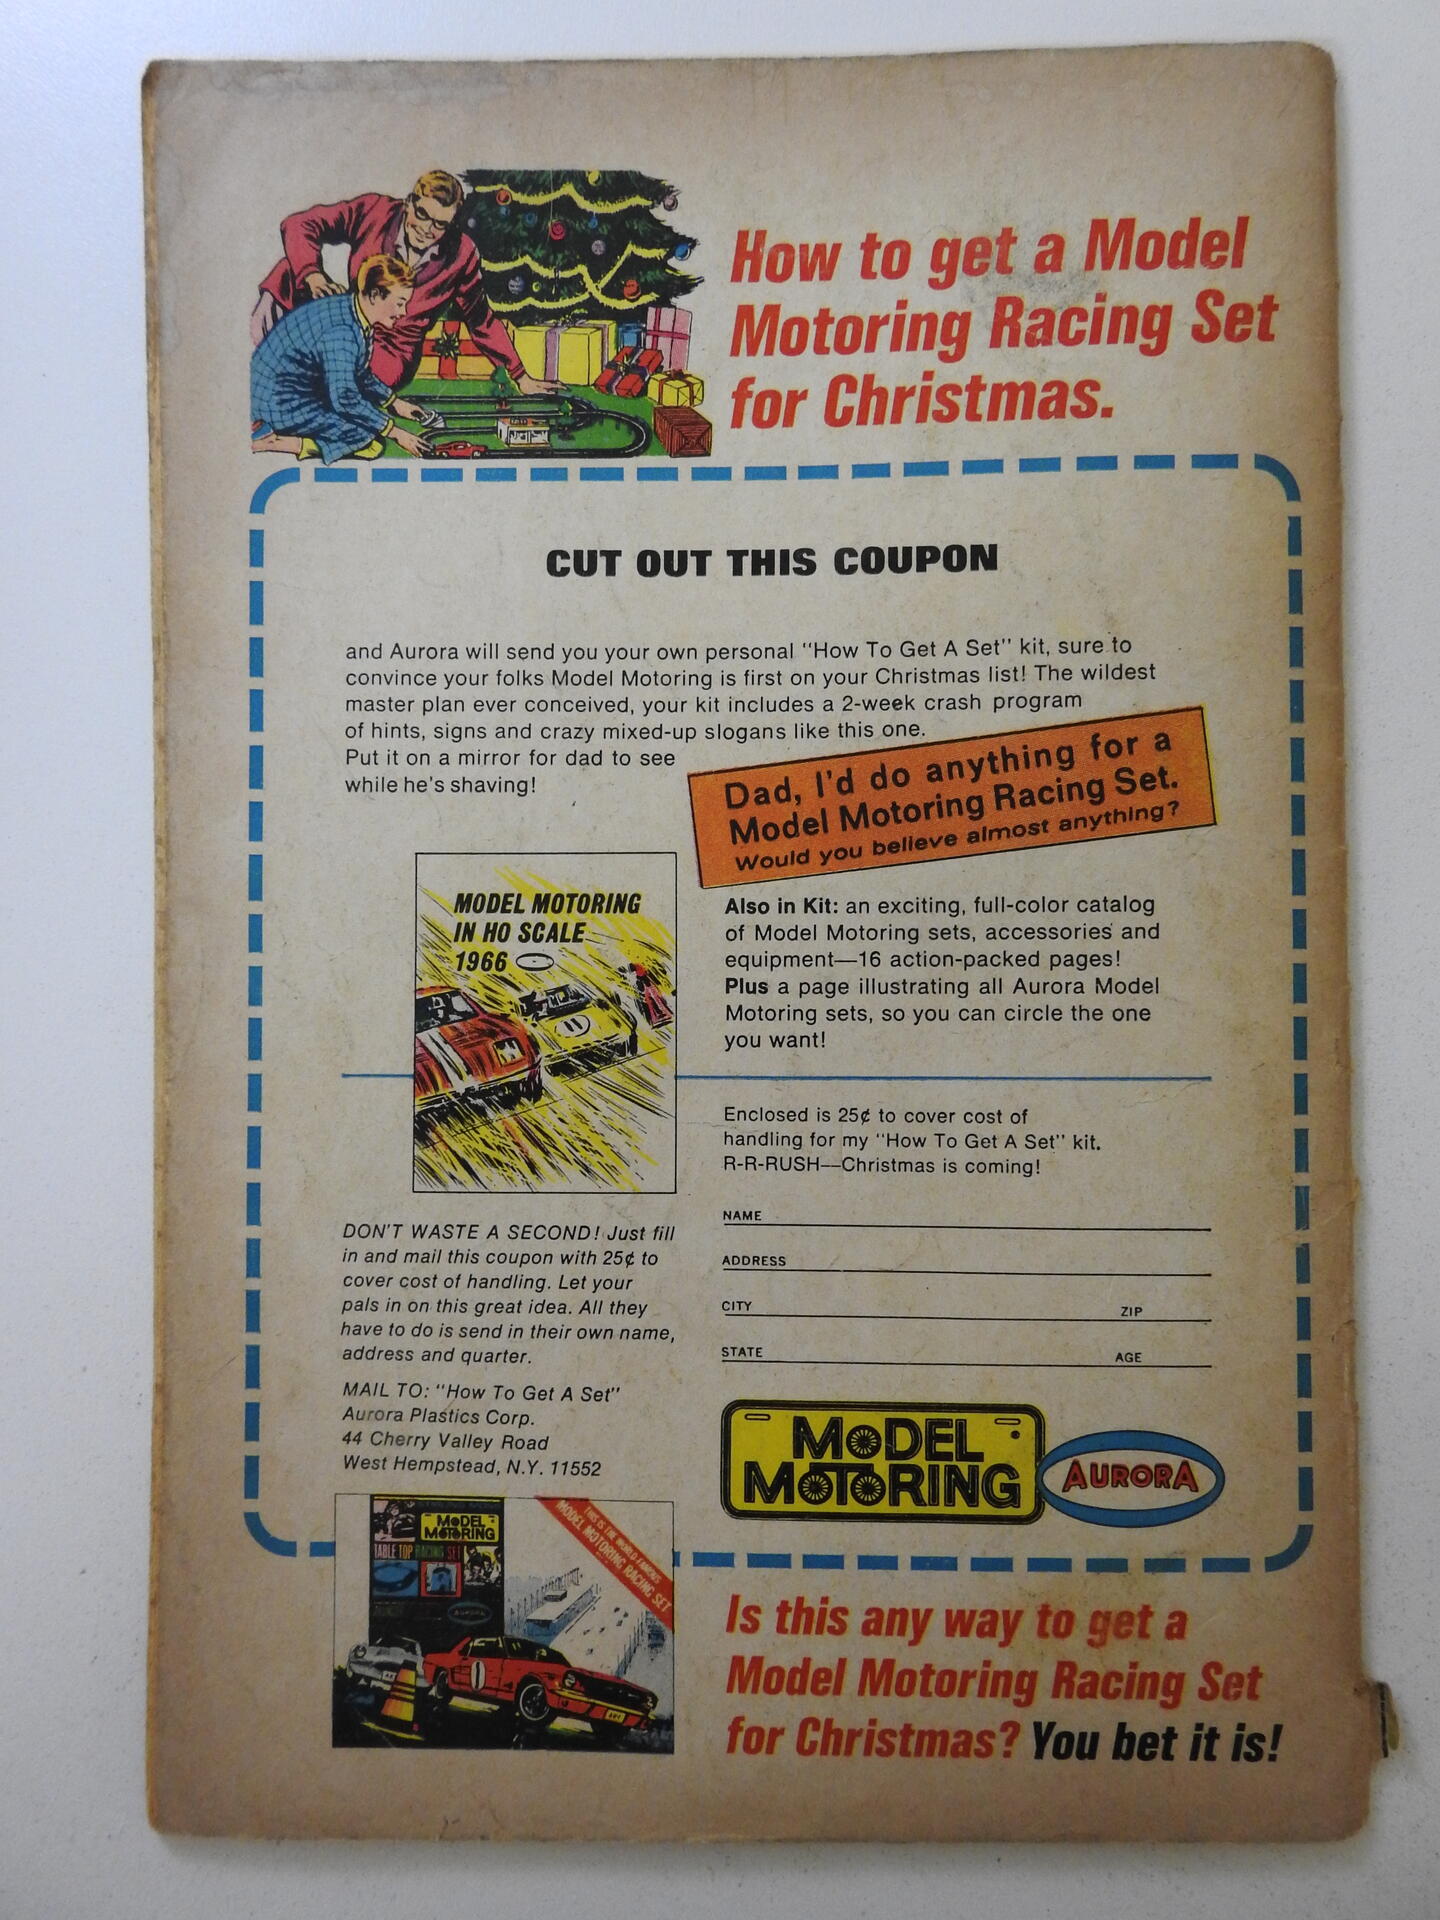 How to get a Model
Motoring Racing Set
for Christmas.
CUT OUT THIS COUPON
and Aurora will send you your own personal "How To Get A Set" kit, sure to
convince your folks Model Motoring is first on your Christmas list! The wildest
master plan ever conceived, your kit includes a 2-week crash program
of hints, signs and crazy mixed-up slogans like this one.
Put it on a mirror for dad to see
while he's shaving!
Dad, I'd do anything for a
Model Motoring Racing Set.
Would you believe almost anything?
MODEL MOTORING
IN HO SCALE
1966
11
Also in Kit: an exciting, full-color catalog
of Model Motoring sets, accessories and
equipment—16 action-packed pages!
Plus a page illustrating all Aurora Model
Motoring sets, so you can circle the one
you want!
Enclosed is 25¢ to cover cost of
handling for my "How To Get A Set" kit.
R-R-RUSH—Christmas is coming!
NAME
ADDRESS
CITY ZIP
STATE AGE
DON'T WASTE A SECOND! Just fill
in and mail this coupon with 25¢ to
cover cost of handling. Let your
pals in on this great idea. All they
have to do is send in their own name,
address and quarter.
MAIL TO: "How To Get A Set"
Aurora Plastics Corp.
44 Cherry Valley Road
West Hempstead, N.Y. 11552
MODEL
MOTORING
AURORA
MODEL
MOTORING
TABLE TOP RACING SET
AURORA
THIS IS THE WORLD FAMOUS
MODEL MOTORING RACING SET
1
Is this any way to get a
Model Motoring Racing Set
for Christmas? You bet it is!